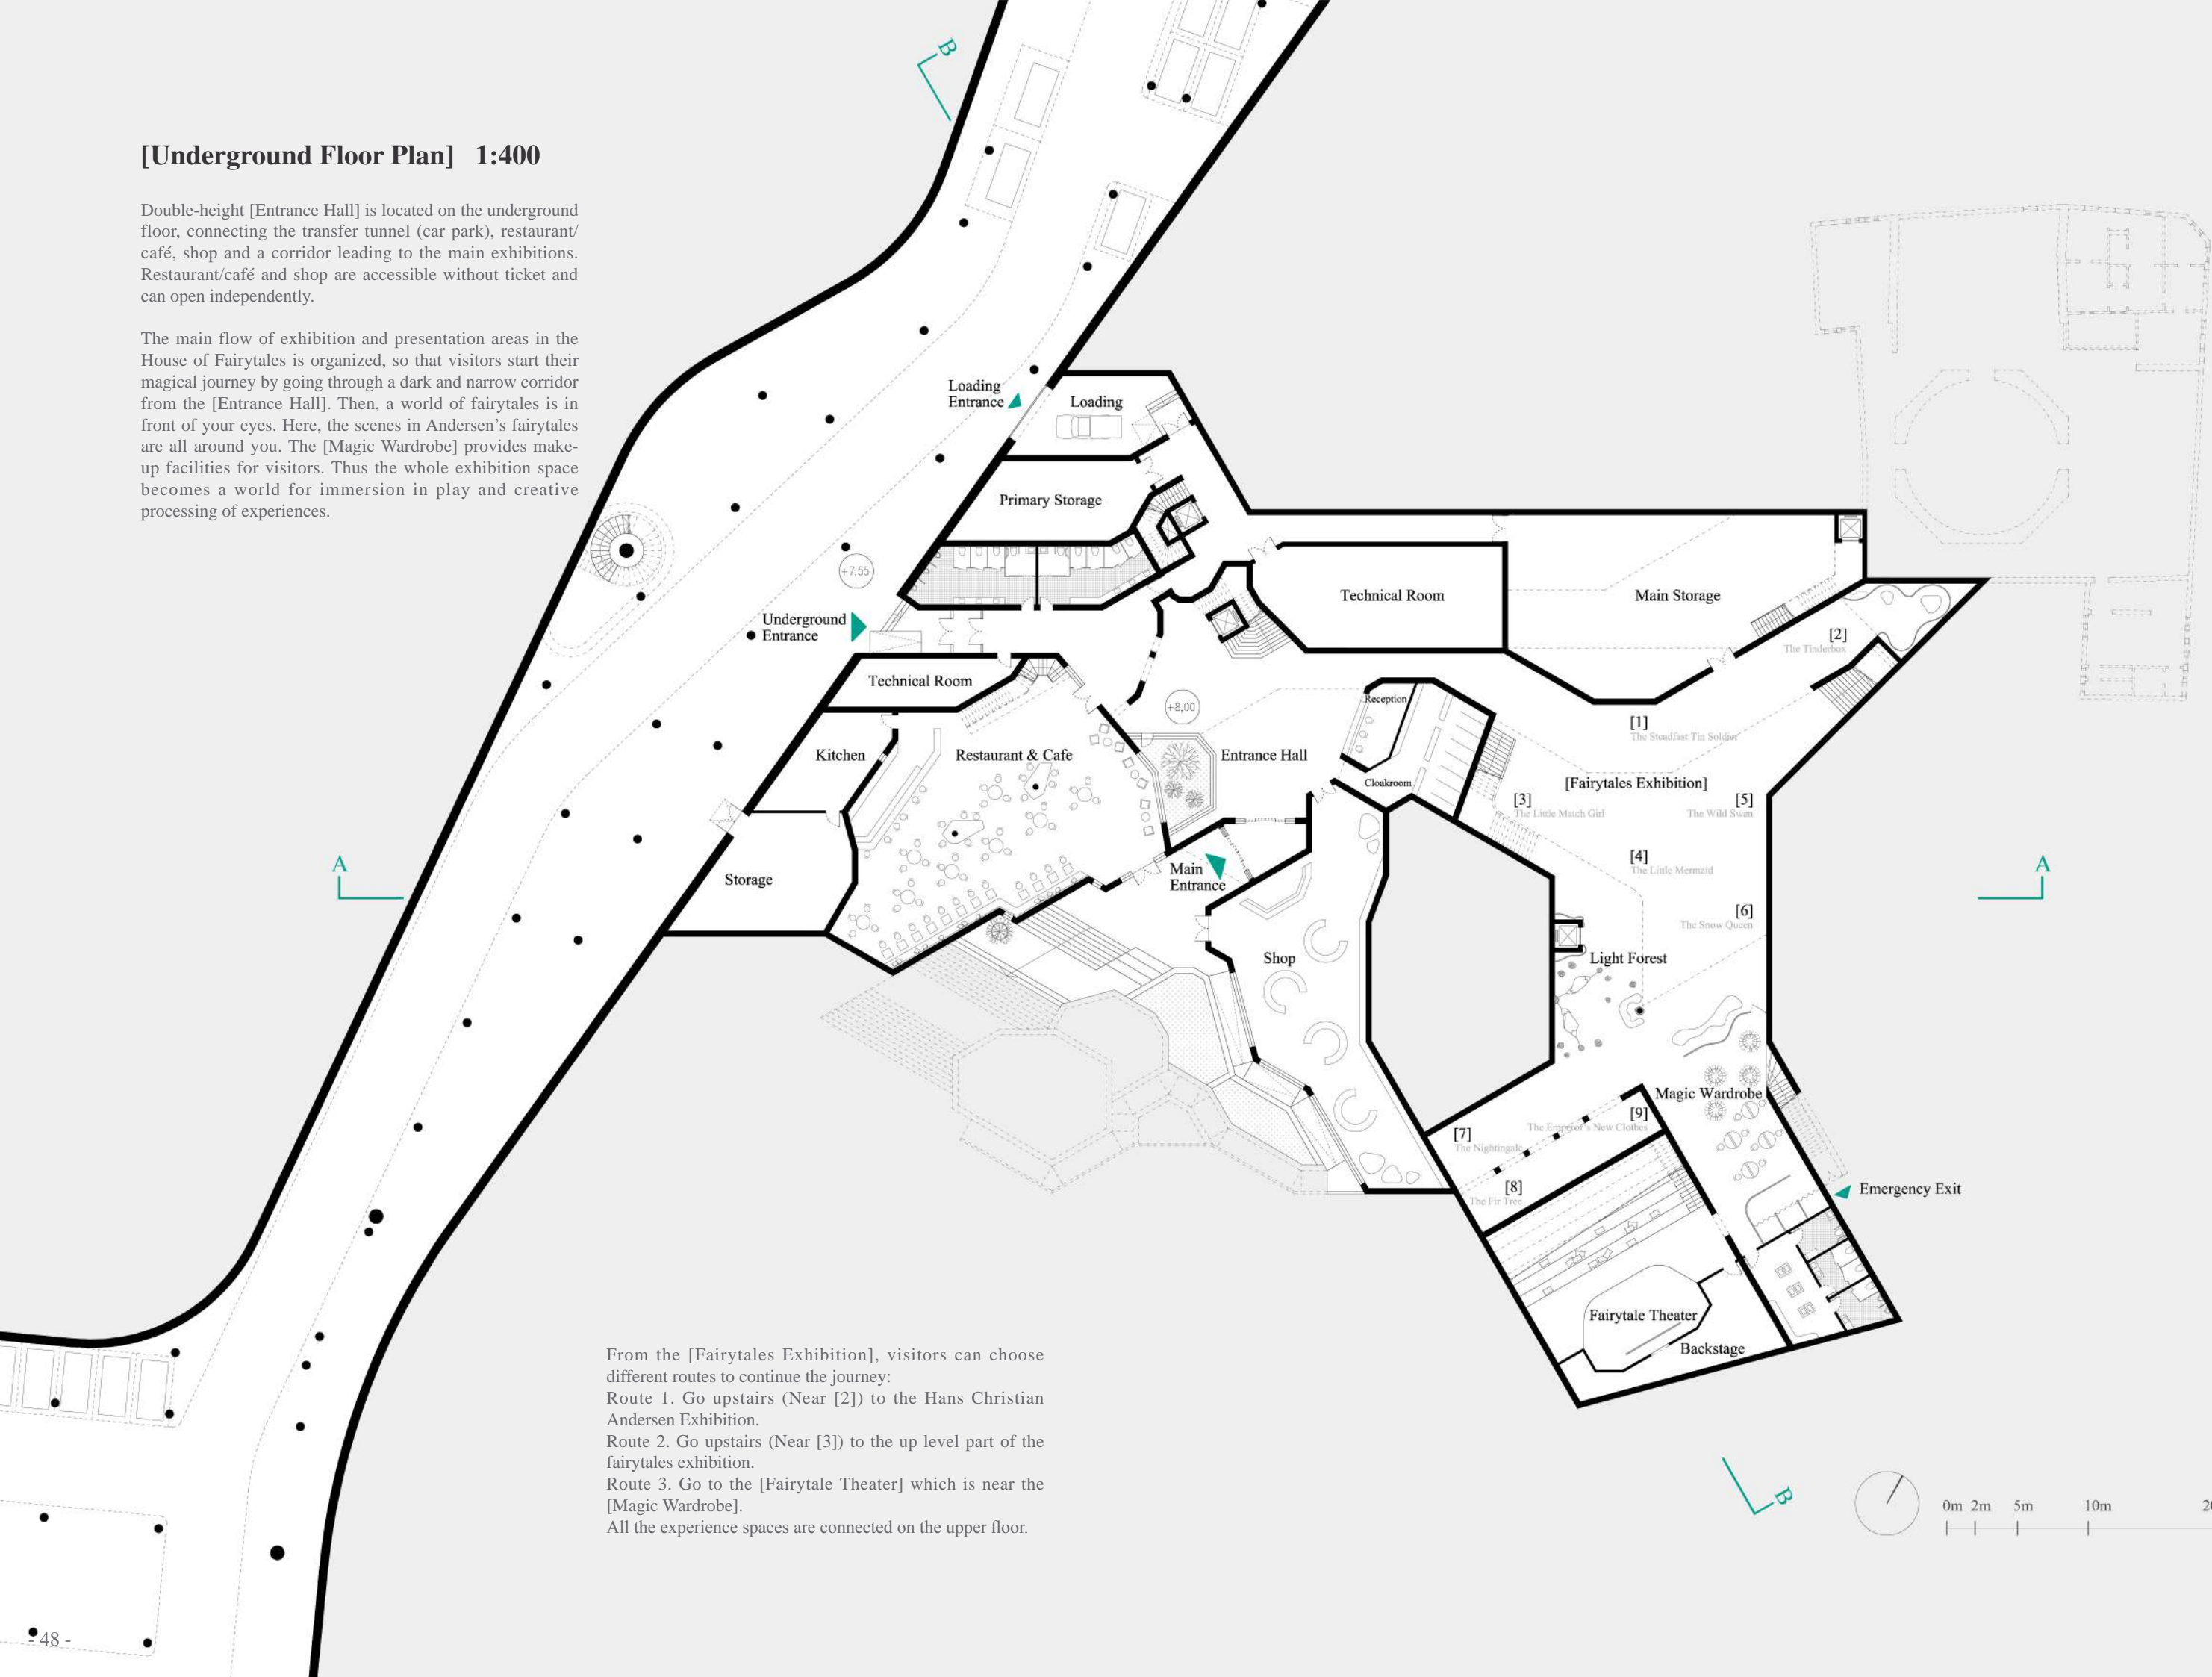 [Underground Floor Plan] 1:400
Double-height [Entrance Hall] is located on the underground
floor, connecting the transfer tunnel (car park), restaurant/
café, shop and a corridor leading to the main exhibitions.
Restaurant/café and shop are accessible without ticket and
can open independently.
The main flow of exhibition and presentation areas in the
House of Fairytales is organized, so that visitors start their
magical journey by going through a dark and narrow corridor
from the [Entrance Hall]. Then, a world of fairytales is in
front of your eyes. Here, the scenes in Andersen's fairytales
are all around you. The [Magic Wardrobe] provides make-
up facilities for visitors. Thus the whole exhibition space
becomes a world for immersion in play and creative
processing of experiences.
B
Loading
Entrance
Loading
Primary Storage
+7,55
Underground
Entrance
Technical Room
Main Storage
[2]
The Tinderbox
Technical Room
Reception
+8,00
[1]
The Steadfast Tin Soldier
Kitchen
Restaurant & Cafe
Entrance Hall
Cloakroom
[Fairytales Exhibition]
[3]
The Little Match Girl
[5]
The Wild Swan
[4]
The Little Mermaid
A
A
Main
Entrance
Storage
[6]
The Snow Queen
Shop
Light Forest
Magic Wardrobe
[9]
The Emperor's New Clothes
[7]
The Nightingale
[8]
The Fir Tree
Emergency Exit
Fairytale Theater
Backstage
From the [Fairytales Exhibition], visitors can choose
different routes to continue the journey:
Route 1. Go upstairs (Near [2]) to the Hans Christian
Andersen Exhibition.
Route 2. Go upstairs (Near [3]) to the up level part of the
fairytales exhibition.
Route 3. Go to the [Fairytale Theater] which is near the
[Magic Wardrobe].
All the experience spaces are connected on the upper floor.
B
0m 2m 5m 10m
- 48 -